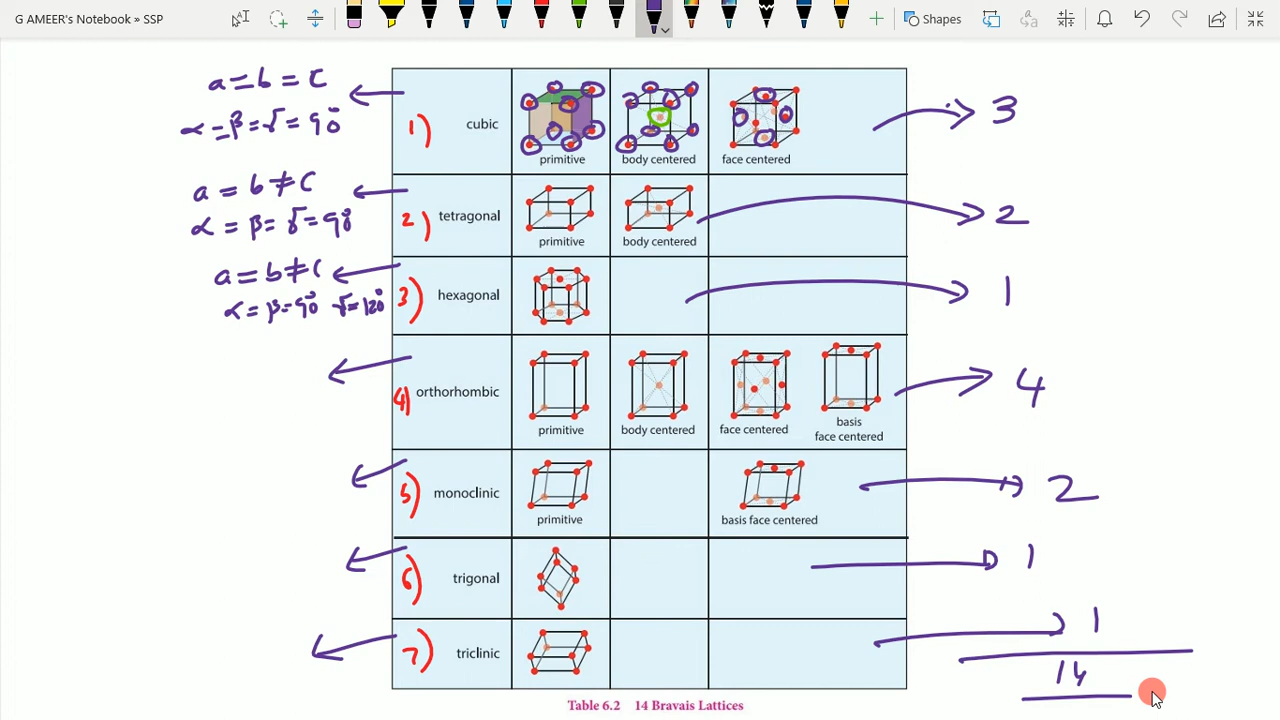 G AMEER's Notebook » SSP
Shapes
a = b = c
α = β = γ = 90°
1) cubic
primitive
body centered
face centered
3
a = b ≠ c
α = β = γ = 90°
2) tetragonal
primitive
body centered
2
a = b ≠ c
α = β = 90° γ = 120°
3) hexagonal
1
4) orthorhombic
primitive
body centered
face centered
basis
face centered
4
5) monoclinic
primitive
basis face centered
2
6) trigonal
1
7) triclinic
1
14
Table 6.2 14 Bravais Lattices